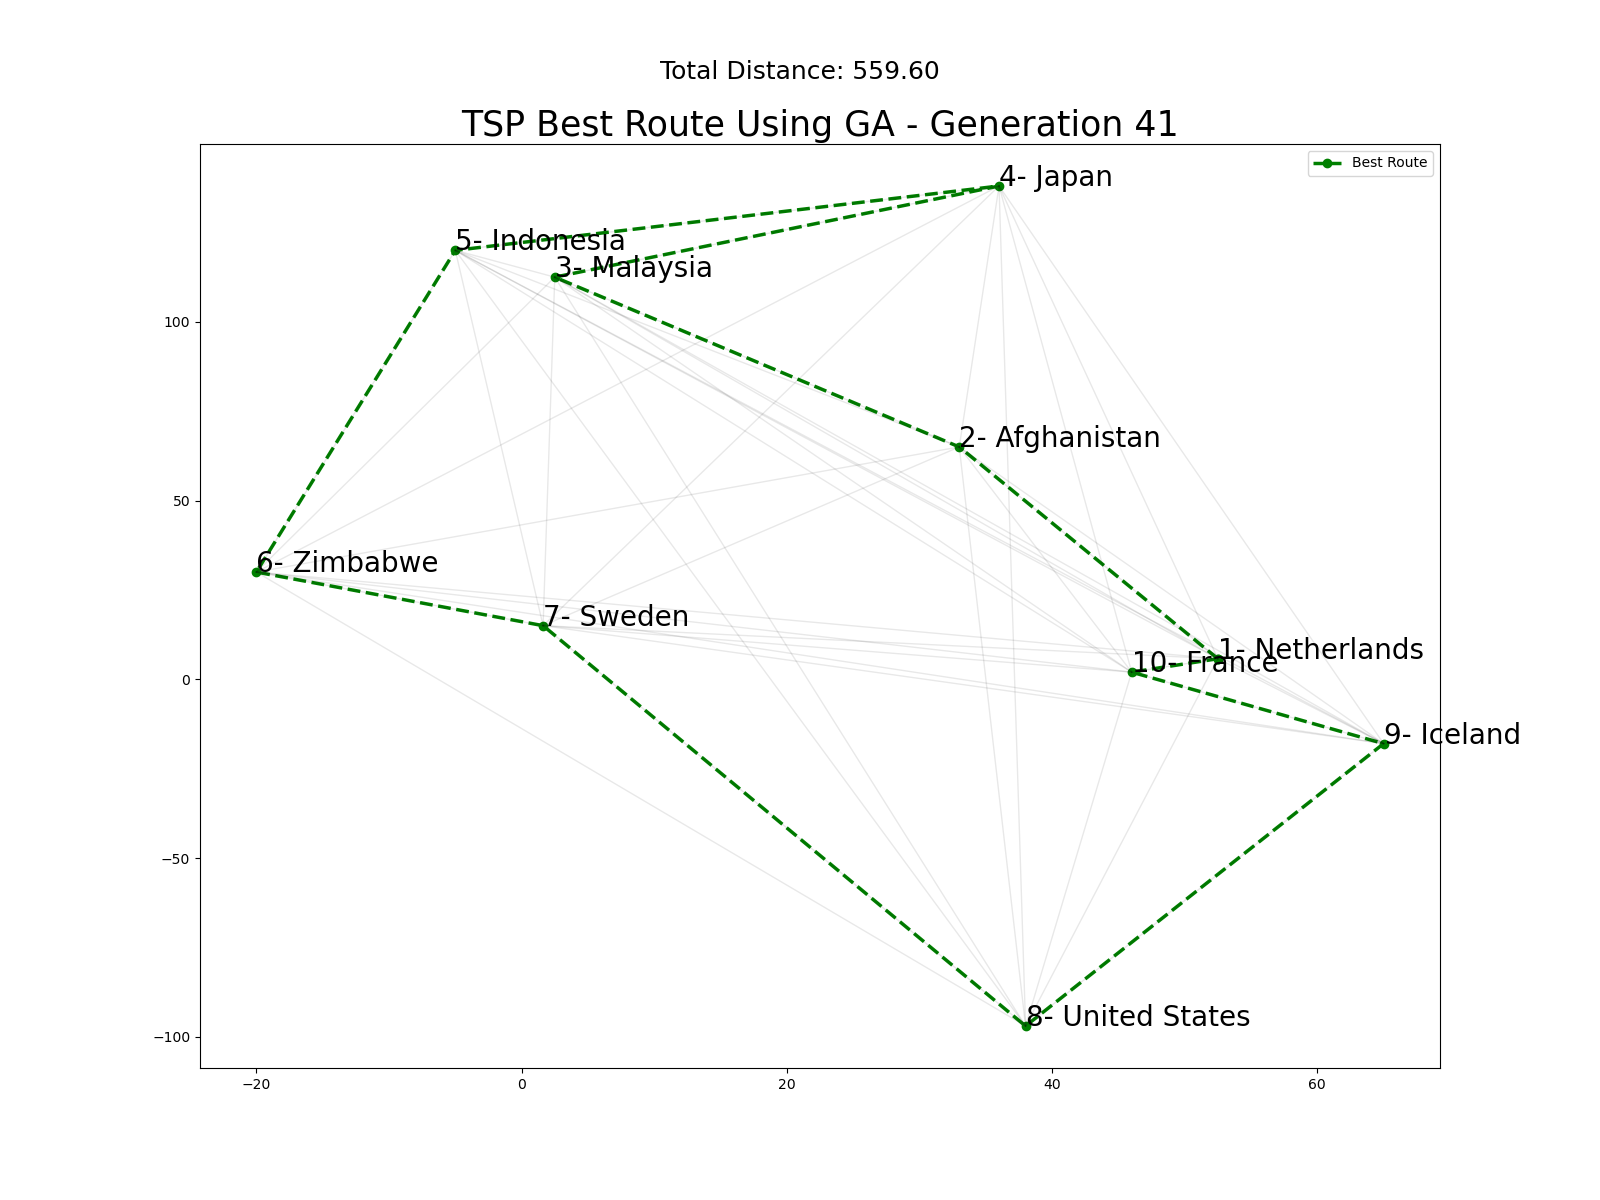 Total Distance: 559.60
TSP Best Route Using GA - Generation 41
Best Route
4- Japan
5- Indonesia
3- Malaysia
100
2- Afghanistan
50
6- Zimbabwe
7- Sweden
1- Netherlands
10- France
0
9- Iceland
−50
8- United States
−100
−20 0 20 40 60